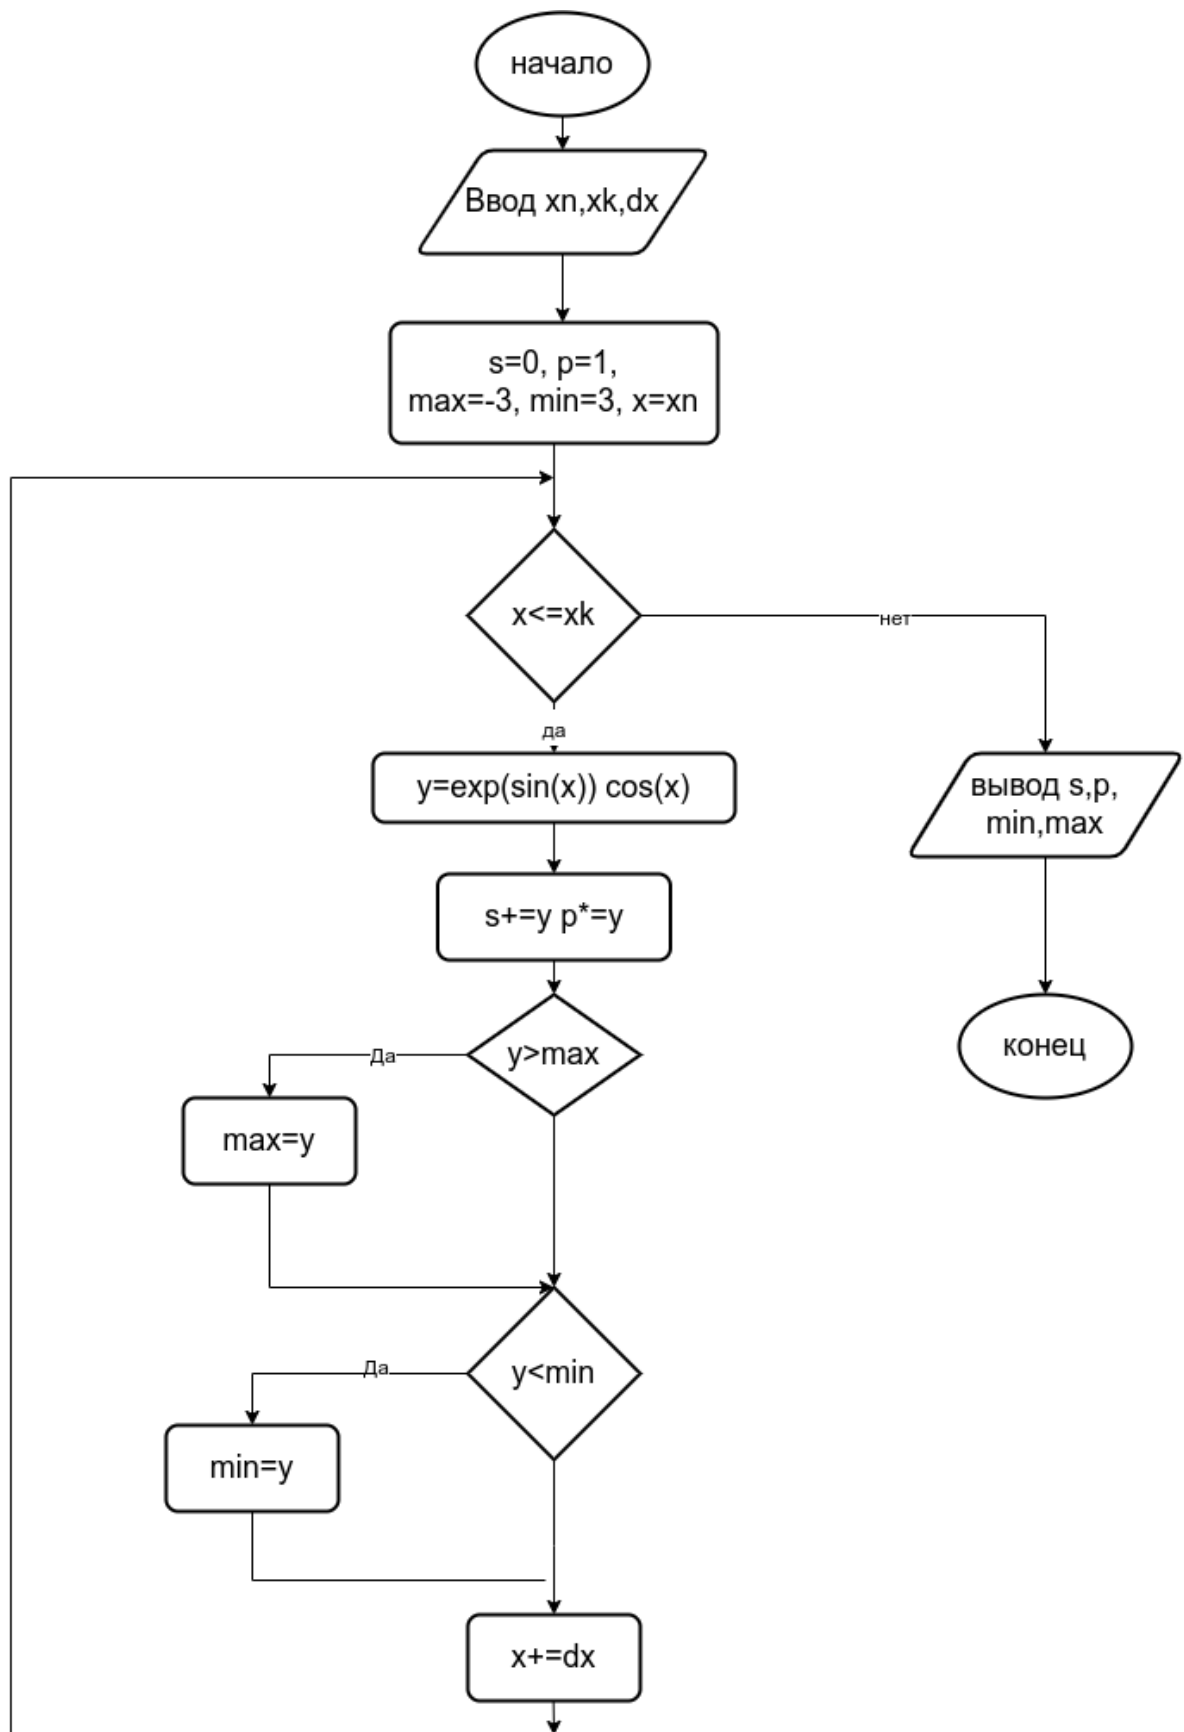 начало
Ввод xn,xk,dx
s=0, p=1,
max=-3, min=3, x=xn
x<=xk
нет
да
y=exp(sin(x)) cos(x)
вывод s,p,
min,max
s+=y p*=y
y>max
Да
конец
max=y
y<min
Да
min=y
x+=dx